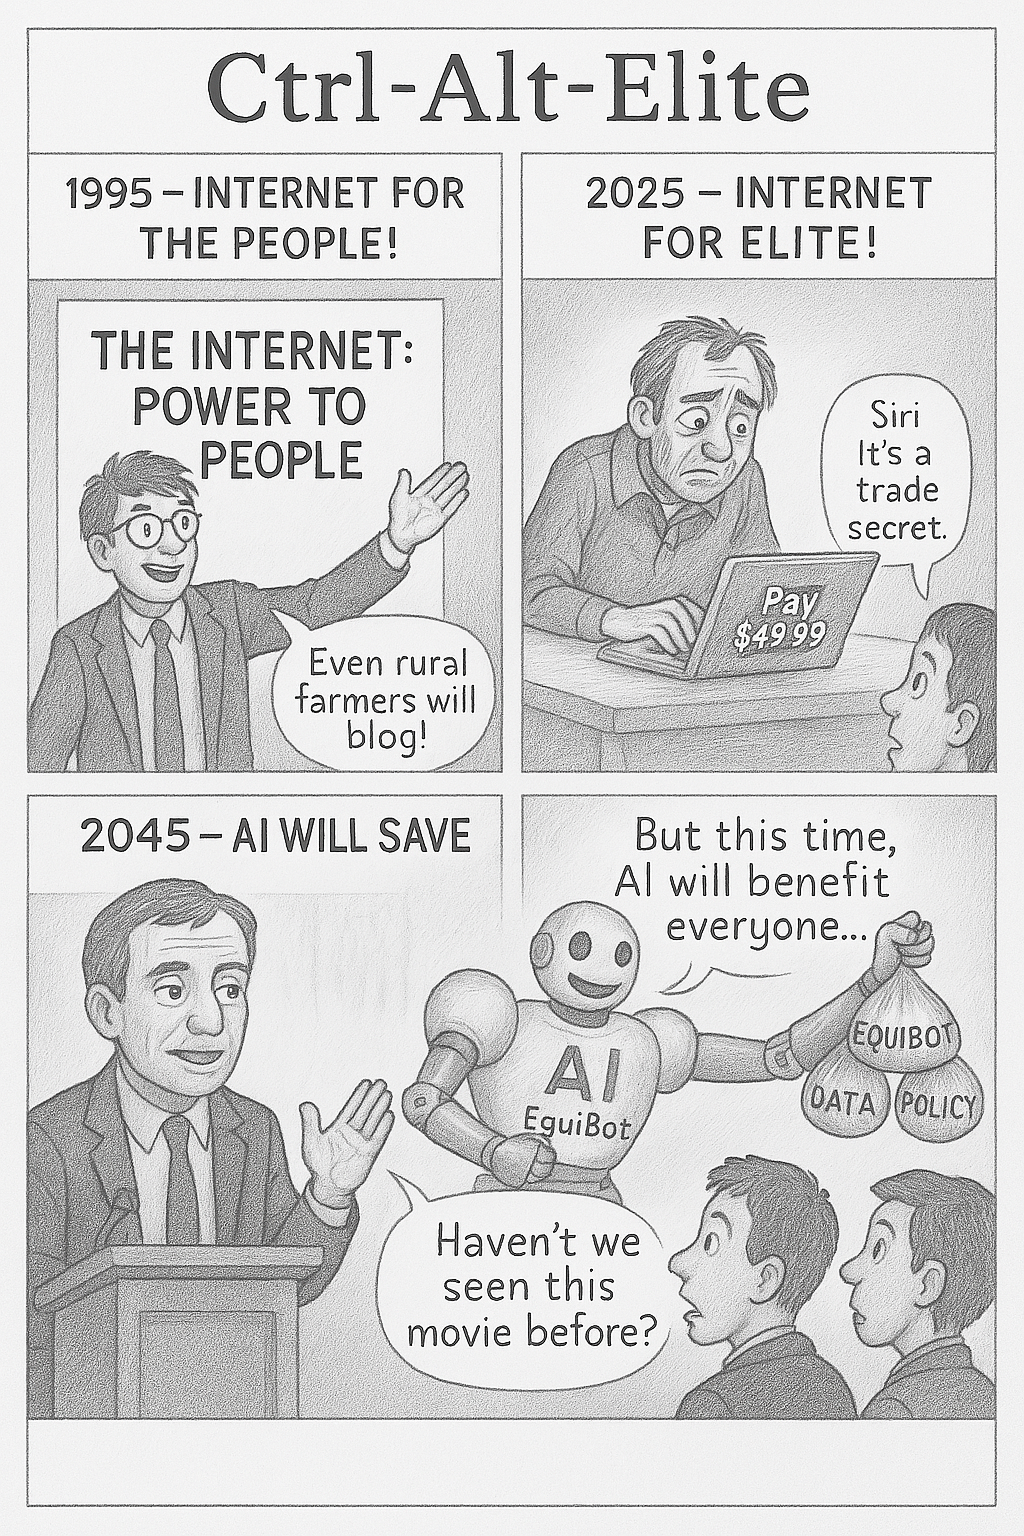 Ctrl-Alt-Elite
1995 – INTERNET FOR
THE PEOPLE!
THE INTERNET:
POWER TO
PEOPLE
Even rural
farmers will
blog!
2025 – INTERNET
FOR ELITE!
Siri
It's a
trade
secret.
Pay
$49 99
2045 – AI WILL SAVE
But this time,
AI will benefit
everyone...
AI
EguiBot
EQUIBOT
DATA
POLICY
Haven't we
seen this
movie before?